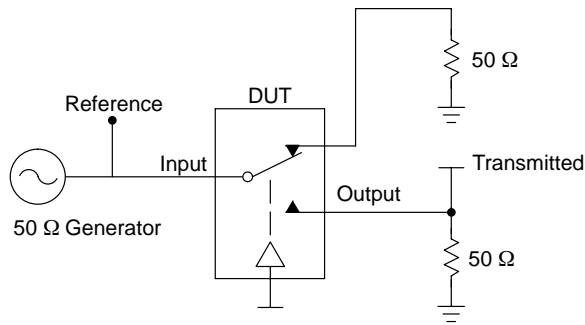 50 Ω
DUT
Reference
Input
Transmitted
Output
50 Ω Generator
50 Ω